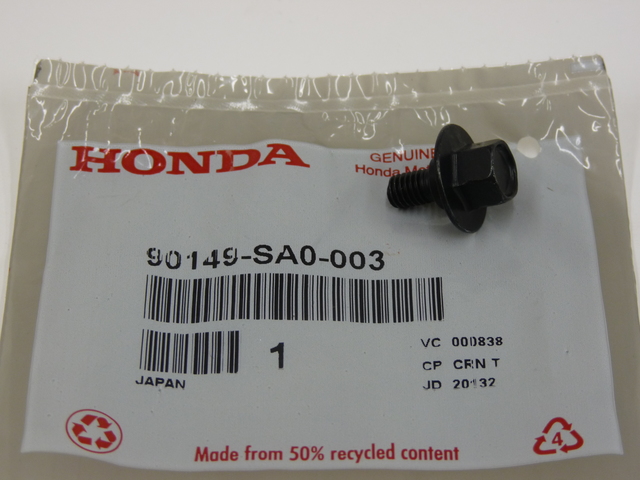 HONDA
GENUINE
Honda
90149-SA0-003
1
VC 000838
CP CRN T
JAPAN
JD 20132
Made from 50% recycled content
4